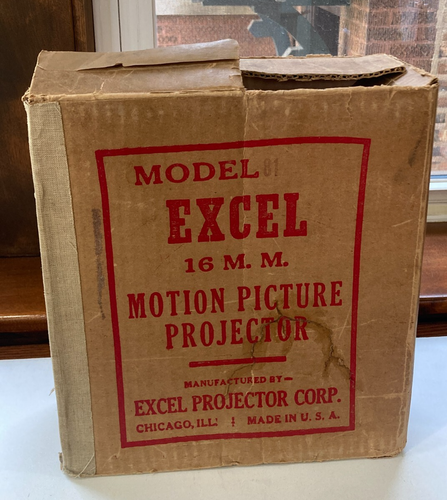 MODEL
EXCEL
16 M. M.
MOTION PICTURE
PROJECTOR
MANUFACTURED BY—
EXCEL PROJECTOR CORP.
CHICAGO, ILL. MADE IN U. S. A.